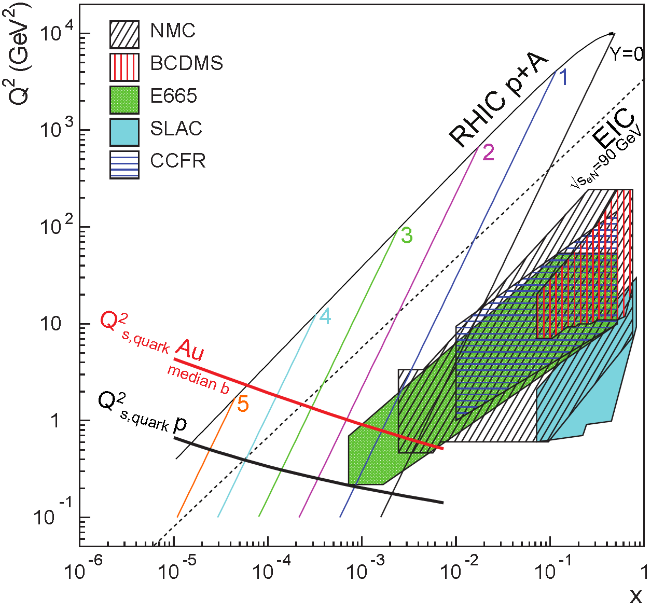 Q² (GeV²)
10⁴
10³
10²
10
1
10⁻¹
NMC
BCDMS
E665
SLAC
CCFR
RHIC p+A
Y=0
1
2
3
4
5
EIC
√s_eN=90 GeV
Q²_s,quark Au
median b
Q²_s,quark p
10⁻⁶ 10⁻⁵ 10⁻⁴ 10⁻³ 10⁻² 10⁻¹ 1
x